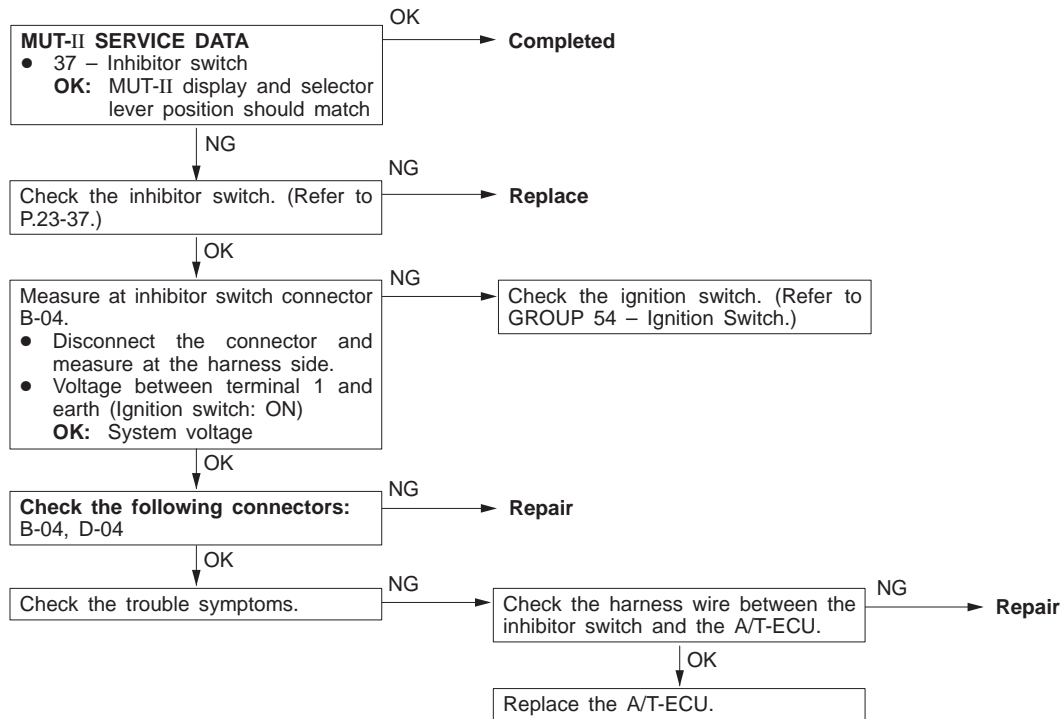 OK
MUT-II SERVICE DATA
● 37 – Inhibitor switch
OK: MUT-II display and selector
lever position should match
Completed
NG
NG
Check the inhibitor switch. (Refer to
P.23-37.)
Replace
OK
NG
Measure at inhibitor switch connector
B-04.
● Disconnect the connector and
measure at the harness side.
● Voltage between terminal 1 and
earth (Ignition switch: ON)
OK: System voltage
Check the ignition switch. (Refer to
GROUP 54 – Ignition Switch.)
OK
NG
Check the following connectors:
B-04, D-04
Repair
OK
NG
Check the trouble symptoms.
Check the harness wire between the
inhibitor switch and the A/T-ECU.
NG
Repair
OK
Replace the A/T-ECU.